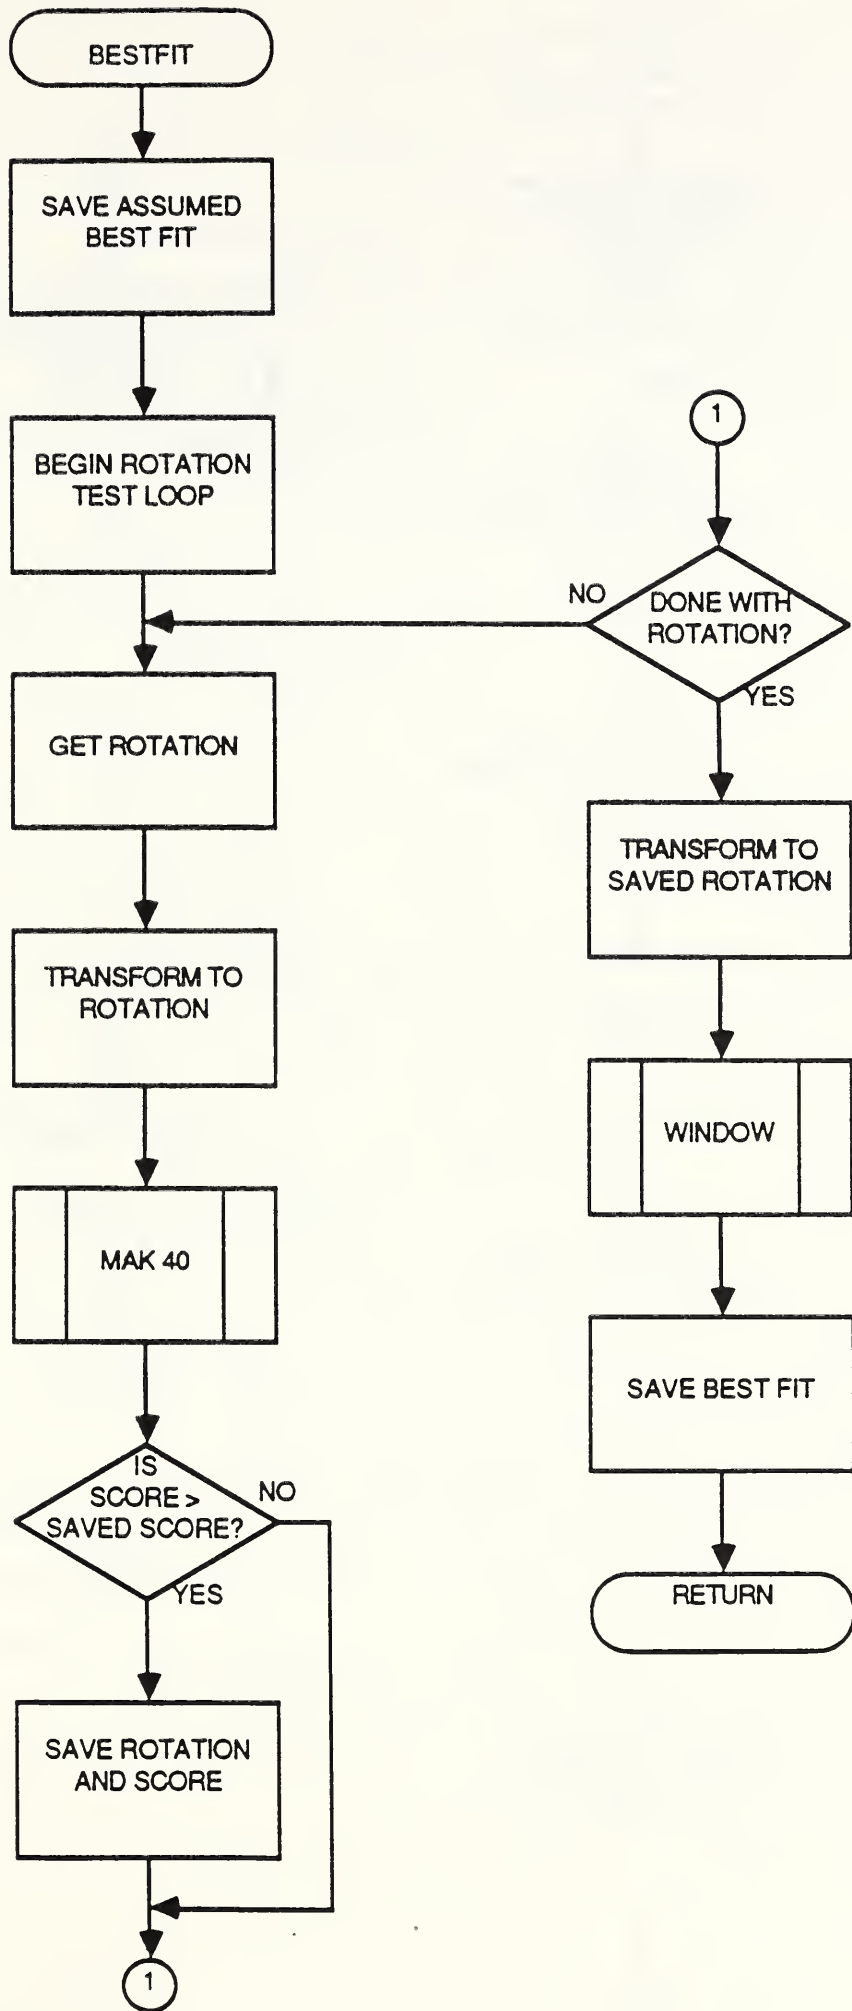 BESTFIT
SAVE ASSUMED
BEST FIT
BEGIN ROTATION
TEST LOOP
GET ROTATION
TRANSFORM TO
ROTATION
MAK 40
IS
SCORE >
SAVED SCORE?
NO
YES
SAVE ROTATION
AND SCORE
1
1
DONE WITH
ROTATION?
NO
YES
TRANSFORM TO
SAVED ROTATION
WINDOW
SAVE BEST FIT
RETURN